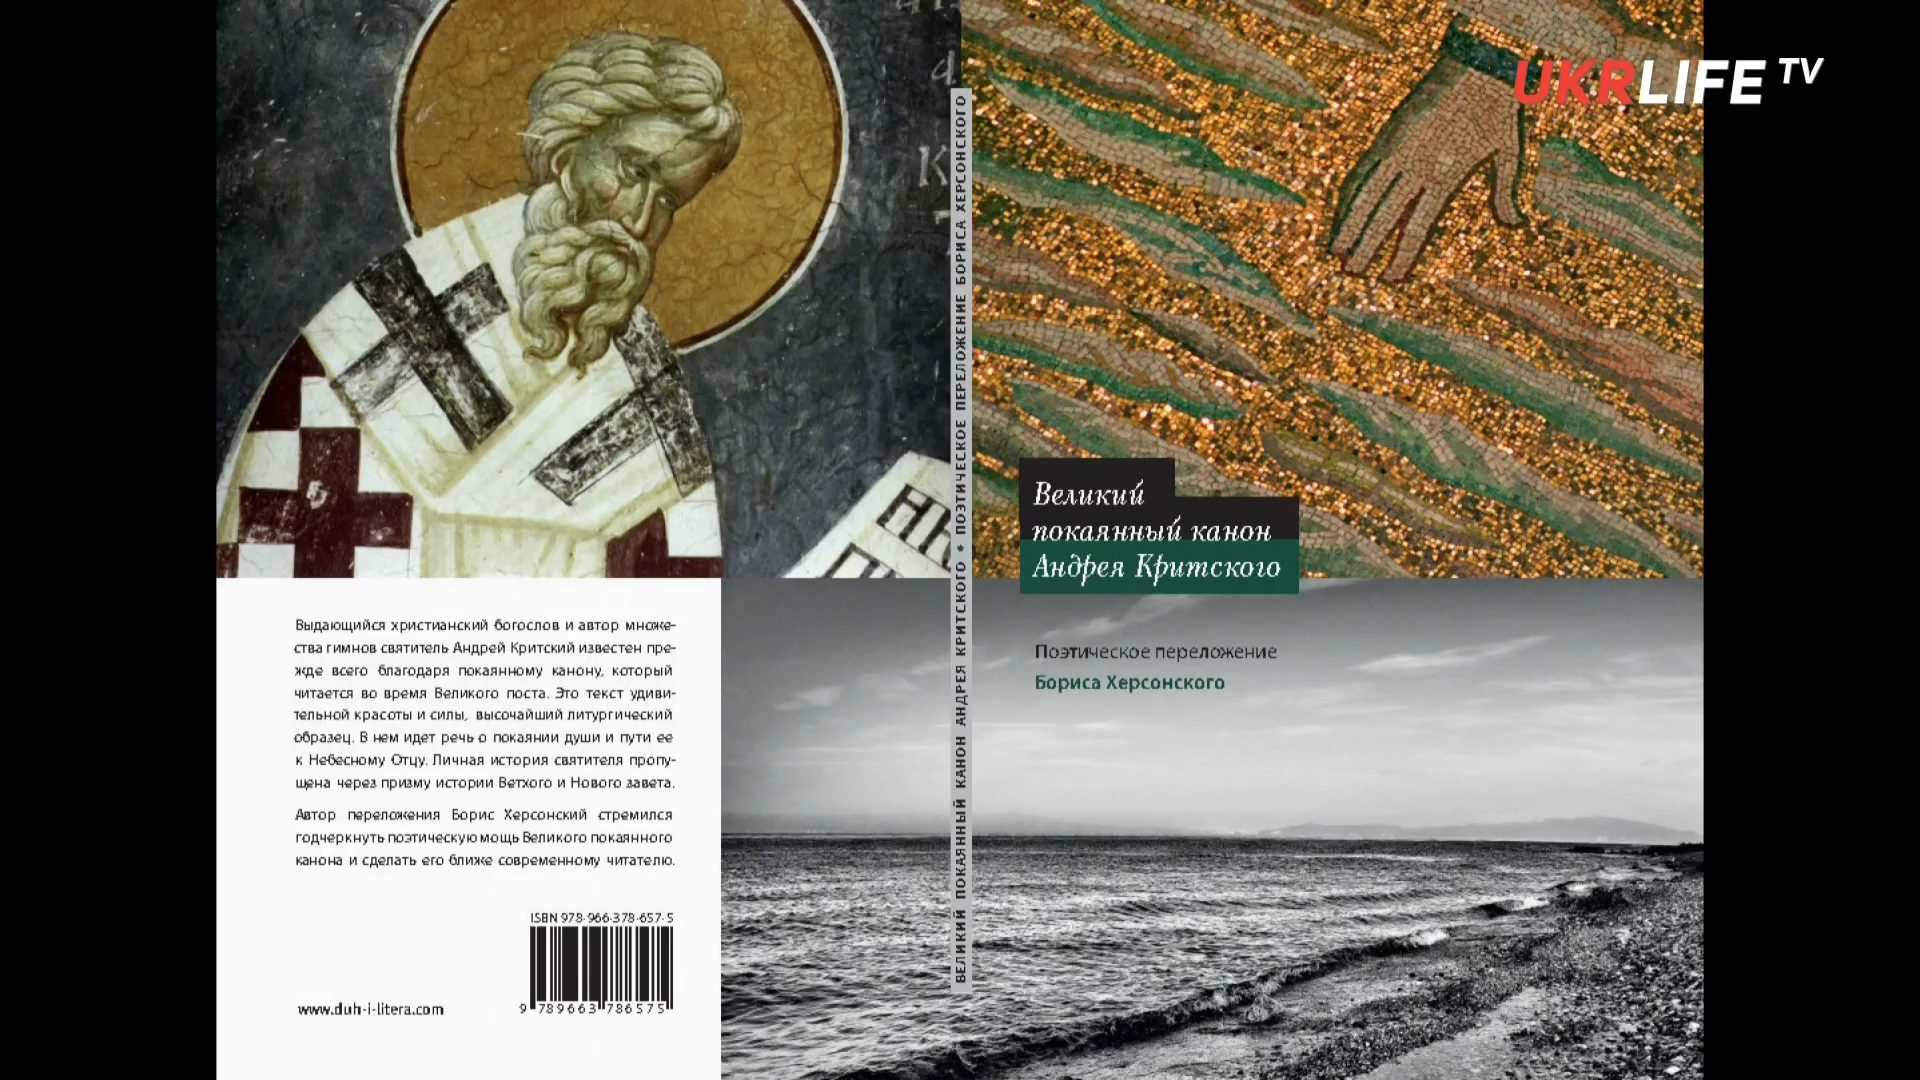 UKRLIFE TV
Великий
покаянный канон
Андрея Критского
Поэтическое переложение
Бориса Херсонского
ВЕЛИКИЙ ПОКАЯННЫЙ КАНОН АНДРЕЯ КРИТСКОГО • ПОЭТИЧЕСКОЕ ПЕРЕЛОЖЕНИЕ БОРИСА ХЕРСОНСКОГО
Выдающийся христианский богослов и автор множе-
ства гимнов святитель Андрей Критский известен пре-
жде всего благодаря покаянному канону, который
читается во время Великого поста. Это текст удиви-
тельной красоты и силы, высочайший литургический
образец. В нем идет речь о покаянии души и пути ее
к Небесному Отцу. Личная история святителя пропу-
щена через призму истории Ветхого и Нового завета.
Автор переложения Борис Херсонский стремился
подчеркнуть поэтическую мощь Великого покаянного
канона и сделать его ближе современному читателю.
ISBN 978-966-378-657-5
9 789663 786575
www.duh-i-litera.com